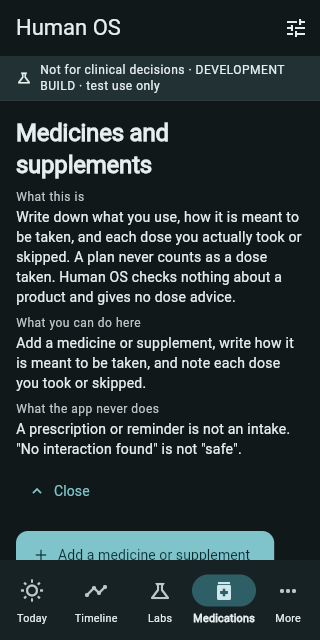 Human OS
Not for clinical decisions · DEVELOPMENT
BUILD · test use only
Medicines and
supplements
What this is
Write down what you use, how it is meant to
be taken, and each dose you actually took or
skipped. A plan never counts as a dose
taken. Human OS checks nothing about a
product and gives no dose advice.
What you can do here
Add a medicine or supplement, write how it
is meant to be taken, and note each dose
you took or skipped.
What the app never does
A prescription or reminder is not an intake.
"No interaction found" is not "safe".
Close
Add a medicine or supplement
Today
Timeline
Labs
Medications
More